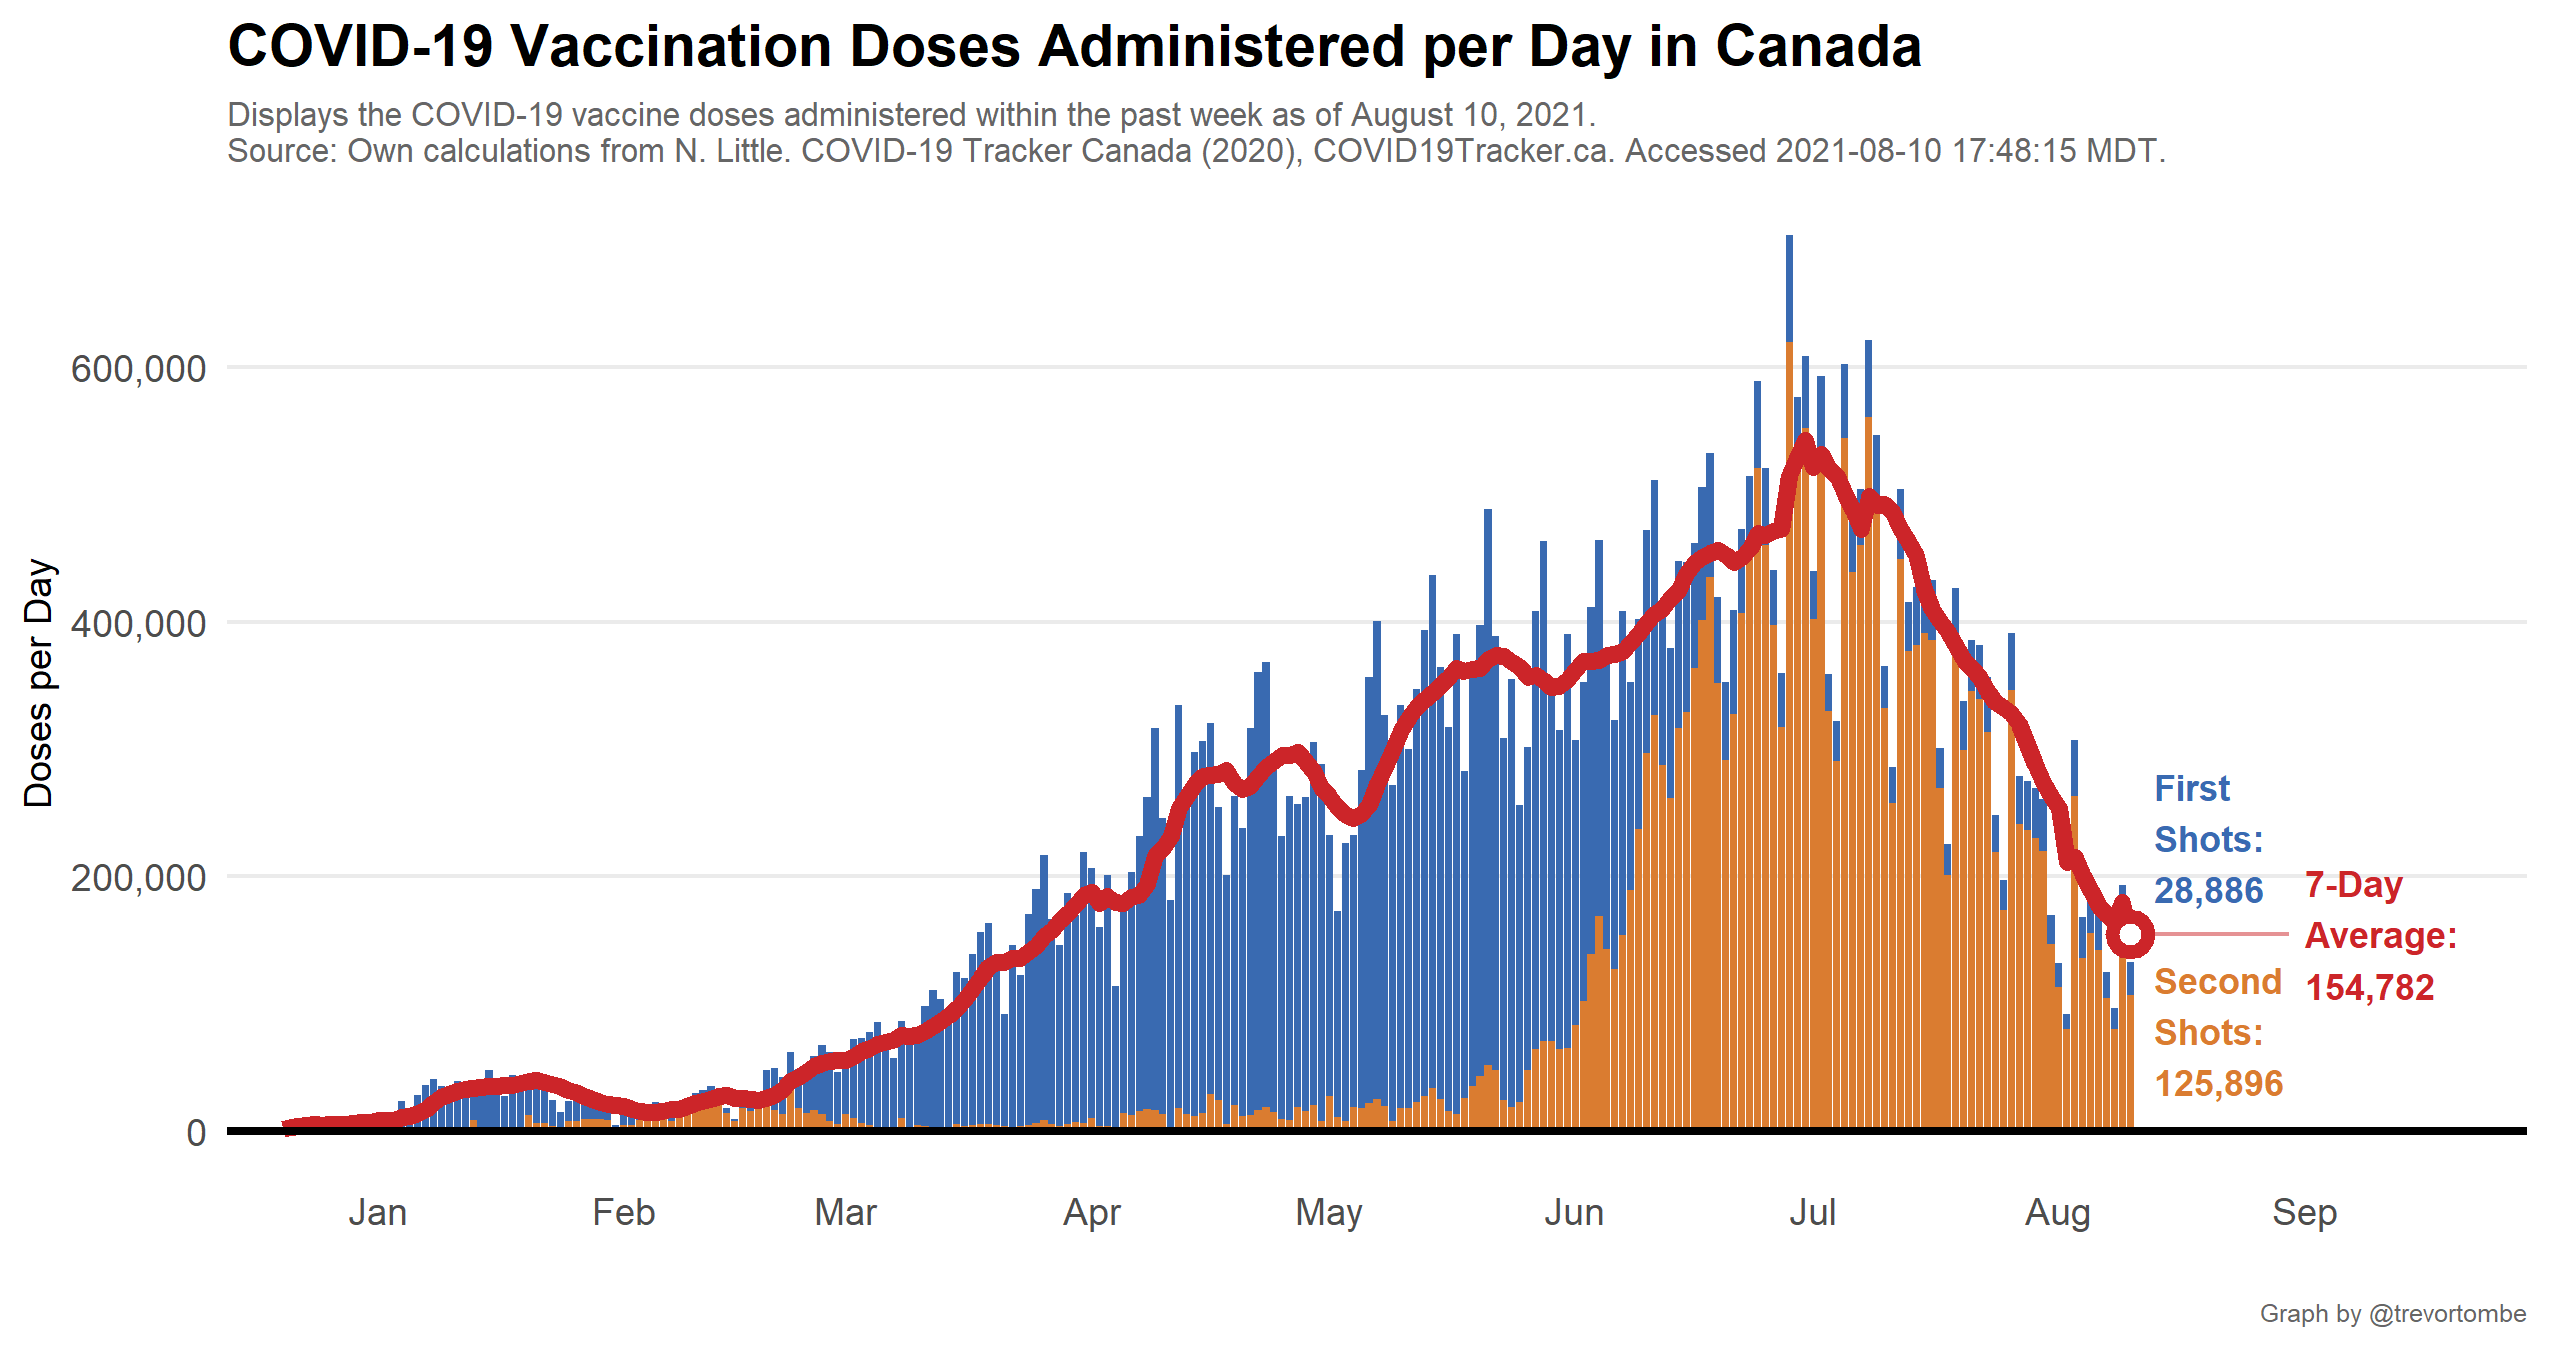 COVID-19 Vaccination Doses Administered per Day in Canada
Displays the COVID-19 vaccine doses administered within the past week as of August 10, 2021.
Source: Own calculations from N. Little. COVID-19 Tracker Canada (2020), COVID19Tracker.ca. Accessed 2021-08-10 17:48:15 MDT.
Doses per Day
600,000
400,000
200,000
0
First
Shots:
28,886
7-Day
Average:
154,782
Second
Shots:
125,896
Jan Feb Mar Apr May Jun Jul Aug Sep
Graph by @trevortombe